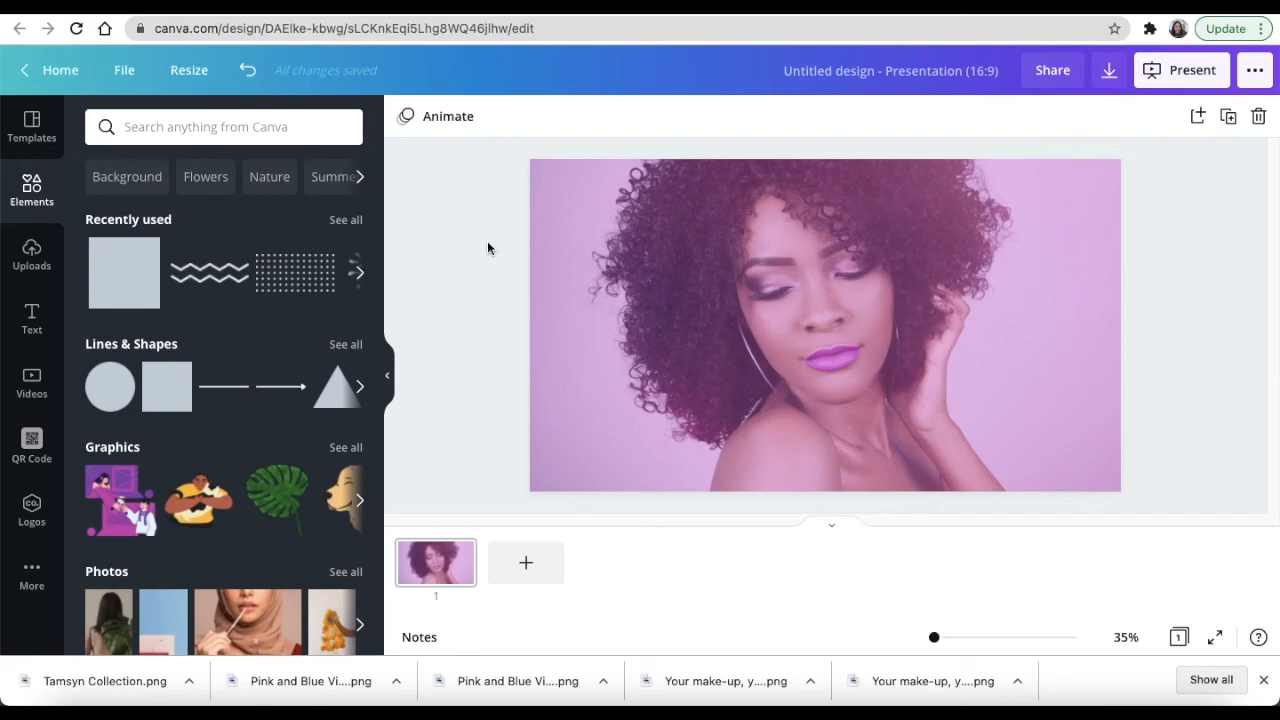 canva.com/design/DAElke-kbwg/sLCKnkEqi5Lhg8WQ46jlhw/edit
Update
Home
File
Resize
All changes saved
Untitled design - Presentation (16:9)
Share
Present
Templates
Elements
Uploads
Text
Videos
QR Code
CO.
Logos
More
Search anything from Canva
Background
Flowers
Nature
Summe
Recently used
See all
Lines & Shapes
See all
Graphics
See all
Photos
See all
Animate
1
Notes
35%
1
?
Tamsyn Collection.png
Pink and Blue Vi....png
Pink and Blue Vi....png
Your make-up, y....png
Your make-up, y....png
Show all